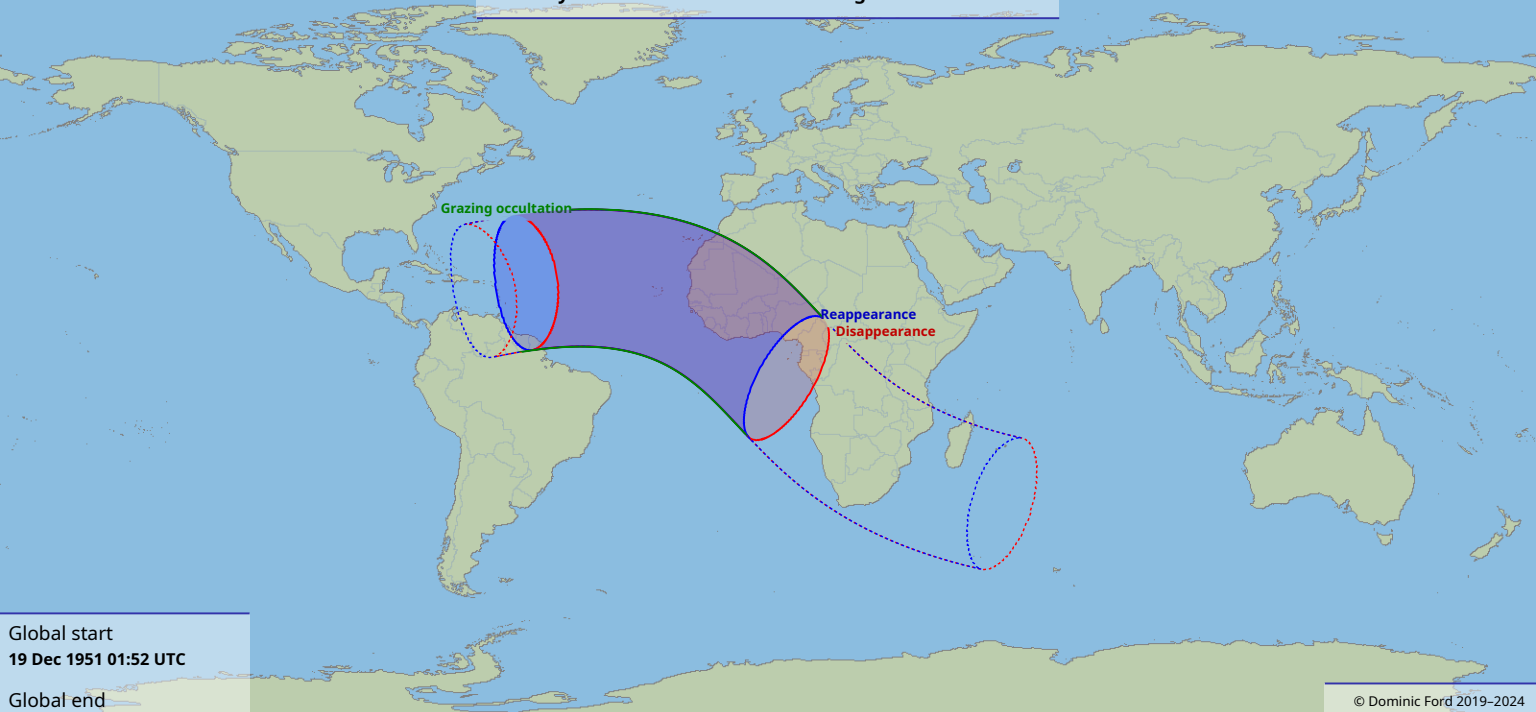 Grazing occultation
Reappearance
Disappearance
Global start
19 Dec 1951 01:52 UTC
Global end
© Dominic Ford 2019–2024